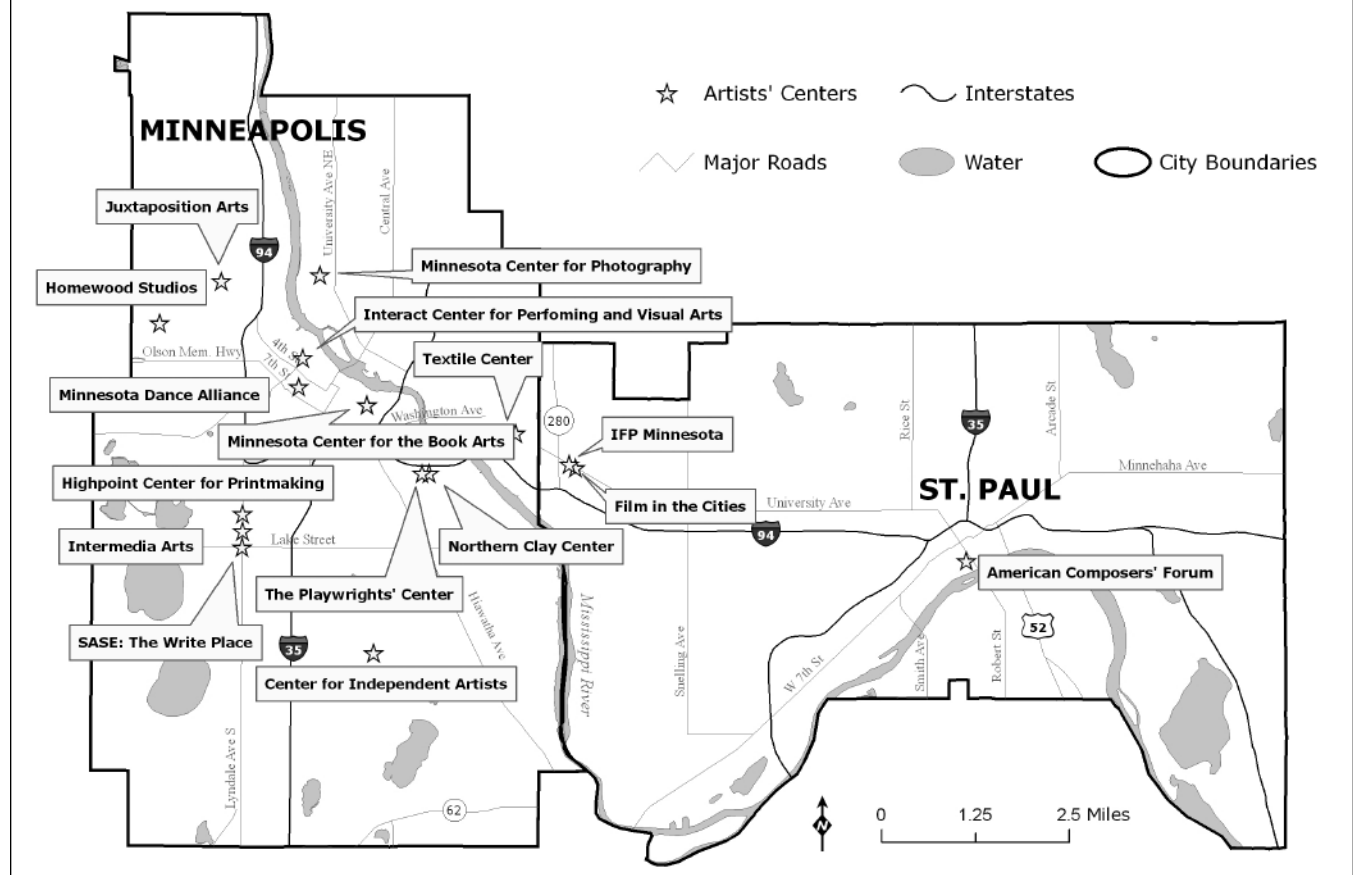 Artists' Centers
Interstates
Major Roads
Water
City Boundaries
MINNEAPOLIS
University Ave NE
Central Ave
Juxtaposition Arts
94
Minnesota Center for Photography
Homewood Studios
Interact Center for Perfoming and Visual Arts
4th St
Olson Mem. Hwy
7th St
Textile Center
Minnesota Dance Alliance
Washington Ave
280
Rice St
35
Arcade St
Minnesota Center for the Book Arts
IFP Minnesota
Minnehaha Ave
Highpoint Center for Printmaking
ST. PAUL
University Ave
Film in the Cities
94
Intermedia Arts
Lake Street
Northern Clay Center
American Composers' Forum
The Playwrights' Center
Hiawatha Ave
Mississippi River
SASE: The Write Place
35
52
Snelling Ave
W 7th St
Smith Ave
Robert St
Center for Independent Artists
Lyndale Ave S
62
N
0 1.25 2.5 Miles